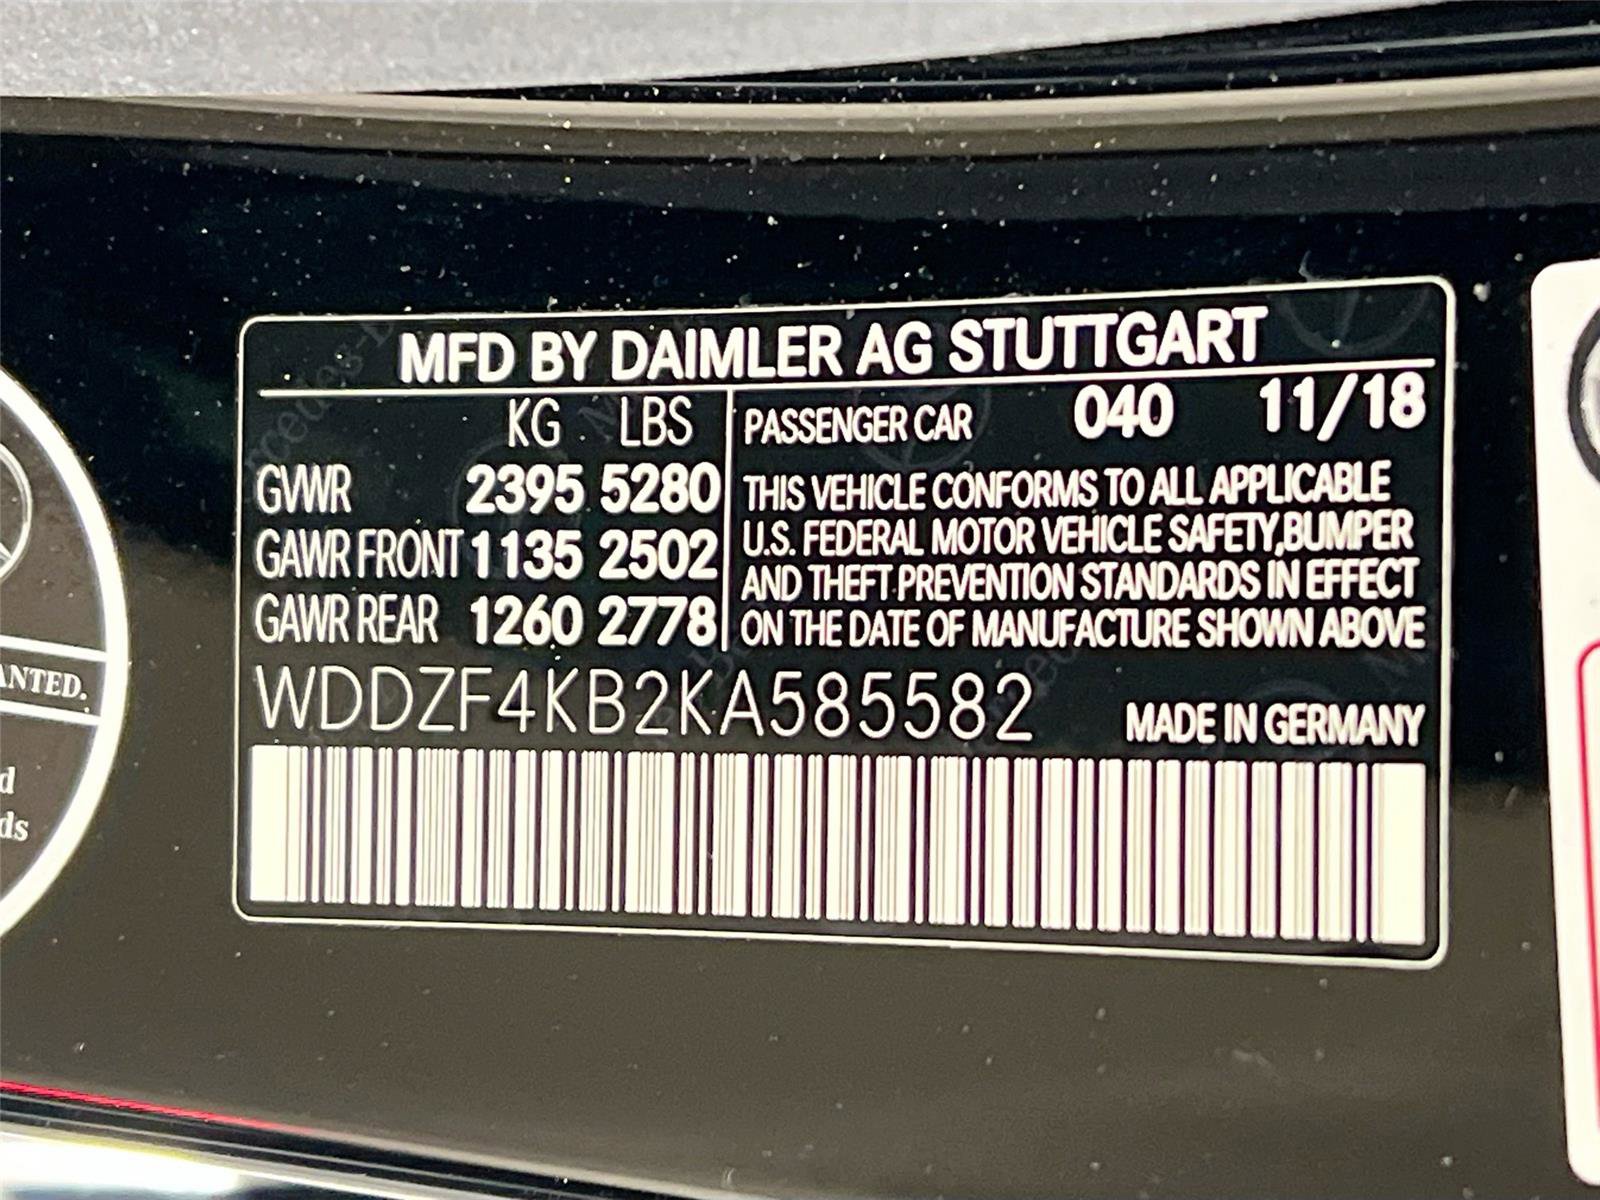 MFD BY DAIMLER AG STUTTGART
KG LBS
GVWR 2395 5280
GAWR FRONT 1135 2502
GAWR REAR 1260 2778
PASSENGER CAR 040 11/18
THIS VEHICLE CONFORMS TO ALL APPLICABLE
U.S. FEDERAL MOTOR VEHICLE SAFETY,BUMPER
AND THEFT PREVENTION STANDARDS IN EFFECT
ON THE DATE OF MANUFACTURE SHOWN ABOVE
WDDZF4KB2KA585582
MADE IN GERMANY
ANTED.
d
ds